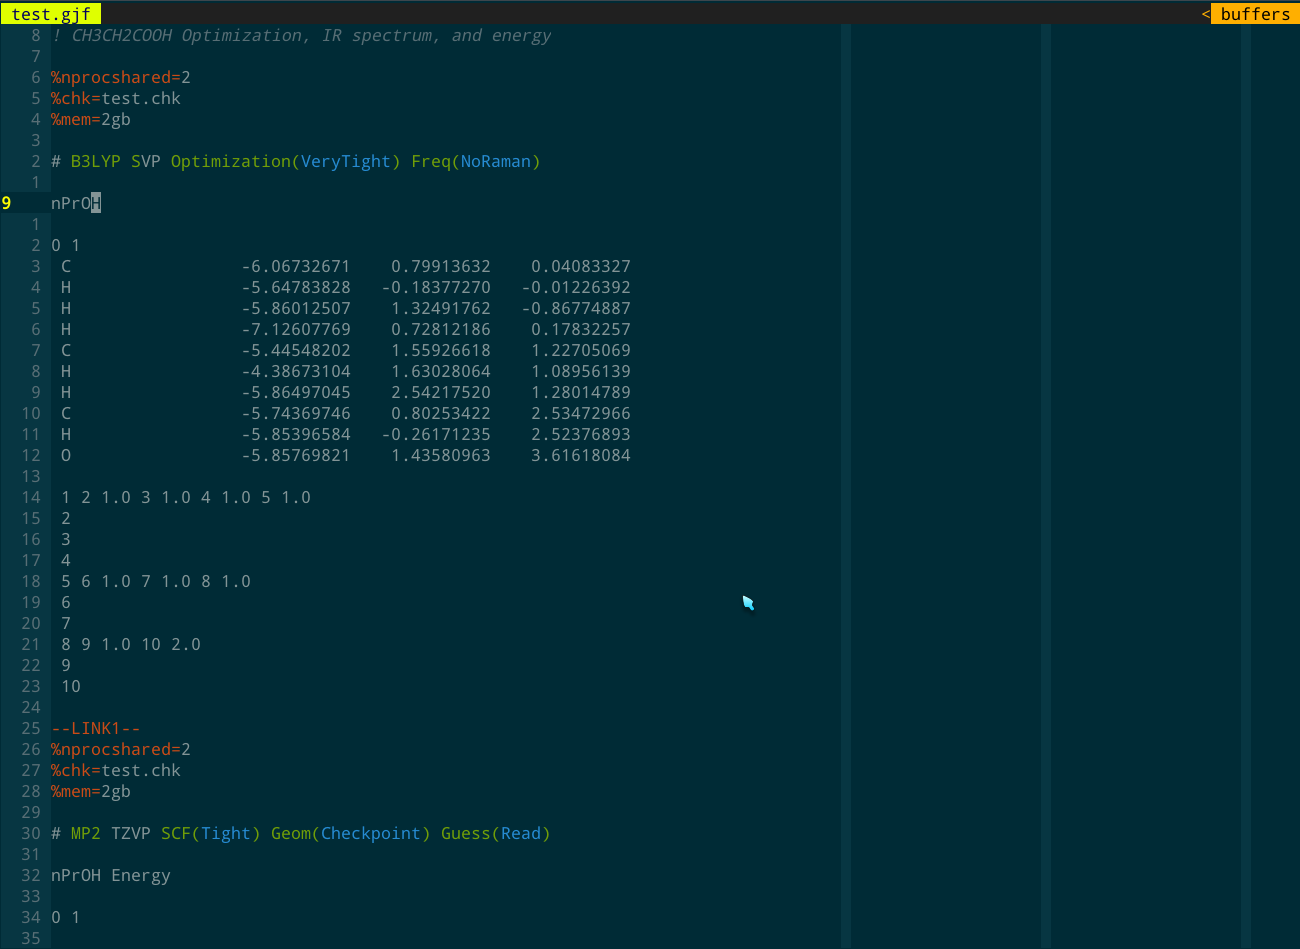 test.gjf < buffers
8 ! CH3CH2COOH Optimization, IR spectrum, and energy
7
6 %nprocshared=2
5 %chk=test.chk
4 %mem=2gb
3
2 # B3LYP SVP Optimization(VeryTight) Freq(NoRaman)
1
9 nPrOH
1
2 0 1
3 C -6.06732671 0.79913632 0.04083327
4 H -5.64783828 -0.18377270 -0.01226392
5 H -5.86012507 1.32491762 -0.86774887
6 H -7.12607769 0.72812186 0.17832257
7 C -5.44548202 1.55926618 1.22705069
8 H -4.38673104 1.63028064 1.08956139
9 H -5.86497045 2.54217520 1.28014789
10 C -5.74369746 0.80253422 2.53472966
11 H -5.85396584 -0.26171235 2.52376893
12 O -5.85769821 1.43580963 3.61618084
13
14 1 2 1.0 3 1.0 4 1.0 5 1.0
15 2
16 3
17 4
18 5 6 1.0 7 1.0 8 1.0
19 6
20 7
21 8 9 1.0 10 2.0
22 9
23 10
24
25 --LINK1--
26 %nprocshared=2
27 %chk=test.chk
28 %mem=2gb
29
30 # MP2 TZVP SCF(Tight) Geom(Checkpoint) Guess(Read)
31
32 nPrOH Energy
33
34 0 1
35